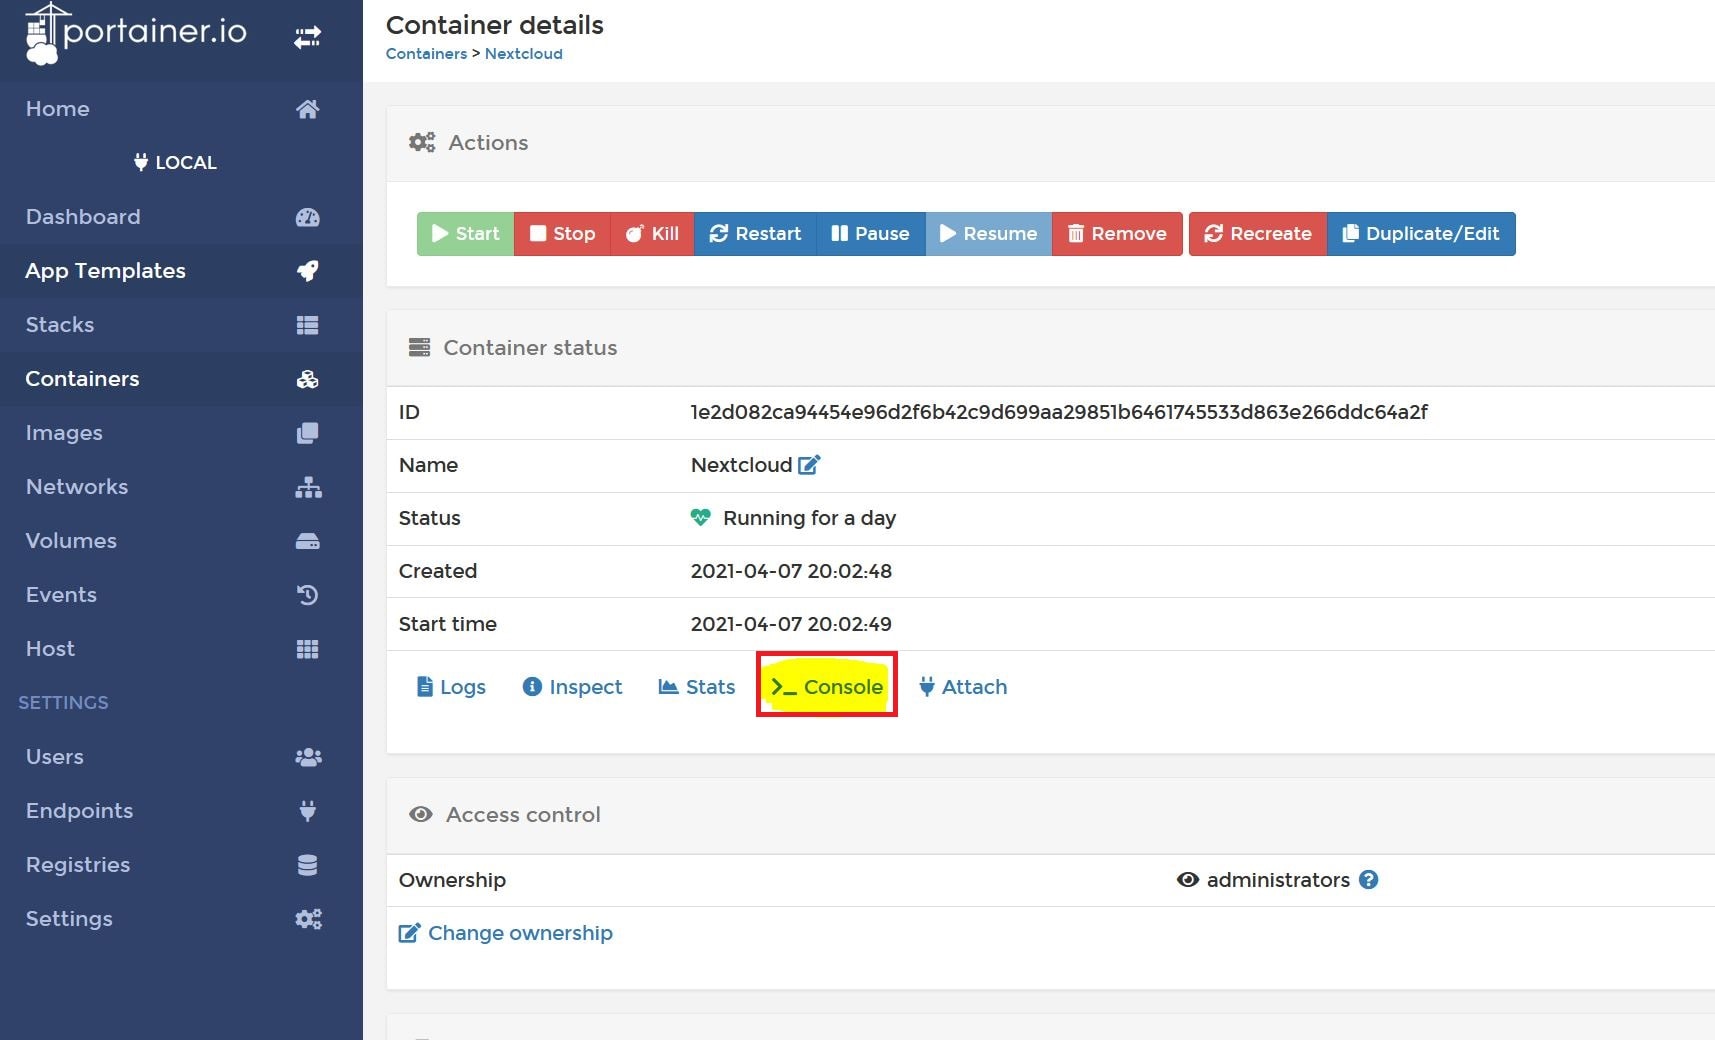 portainer.io
Home
LOCAL
Dashboard
App Templates
Stacks
Containers
Images
Networks
Volumes
Events
Host
SETTINGS
Users
Endpoints
Registries
Settings
Container details
Containers > Nextcloud
Actions
Start Stop Kill Restart Pause Resume Remove Recreate Duplicate/Edit
Container status
ID 1e2d082ca94454e96d2f6b42c9d699aa29851b6461745533d863e266ddc64a2f
Name Nextcloud
Status Running for a day
Created 2021-04-07 20:02:48
Start time 2021-04-07 20:02:49
Logs Inspect Stats >_ Console Attach
Access control
Ownership administrators
Change ownership